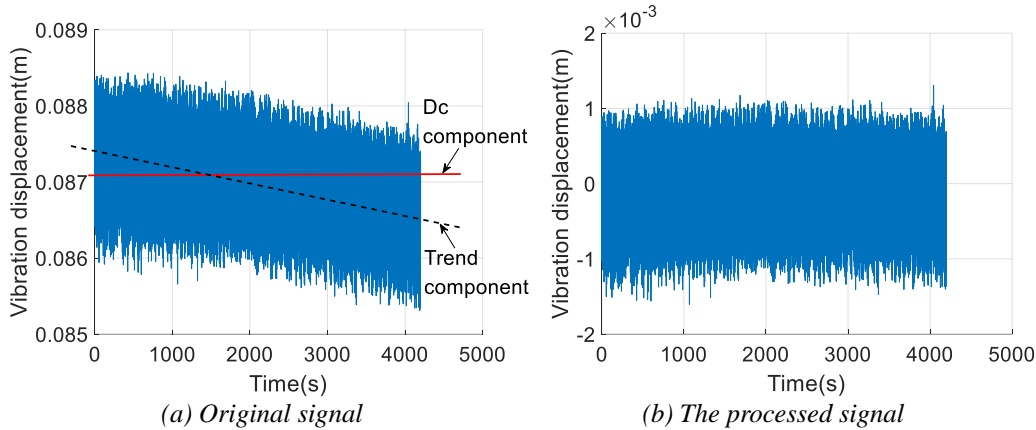 Vibration displacement(m)
0.089
0.088
0.087
0.086
0.085
Dc
component
Trend
component
0 1000 2000 3000 4000 5000
Time(s)
(a) Original signal
Vibration displacement(m)
×10⁻³
2
1
0
-1
-2
0 1000 2000 3000 4000 5000
Time(s)
(b) The processed signal